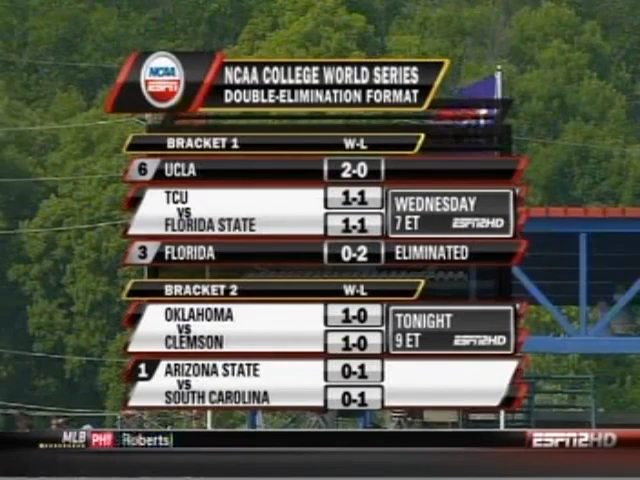 NCAA
ESPN
NCAA COLLEGE WORLD SERIES
DOUBLE-ELIMINATION FORMAT
BRACKET 1 W-L
6 UCLA 2-0
TCU 1-1
VS
FLORIDA STATE 1-1
WEDNESDAY
7 ET ESPN2HD
3 FLORIDA 0-2 ELIMINATED
BRACKET 2 W-L
OKLAHOMA 1-0
VS
CLEMSON 1-0
TONIGHT
9 ET ESPN2HD
1 ARIZONA STATE 0-1
VS
SOUTH CAROLINA 0-1
MLB PHI Roberts
ESPN2HD